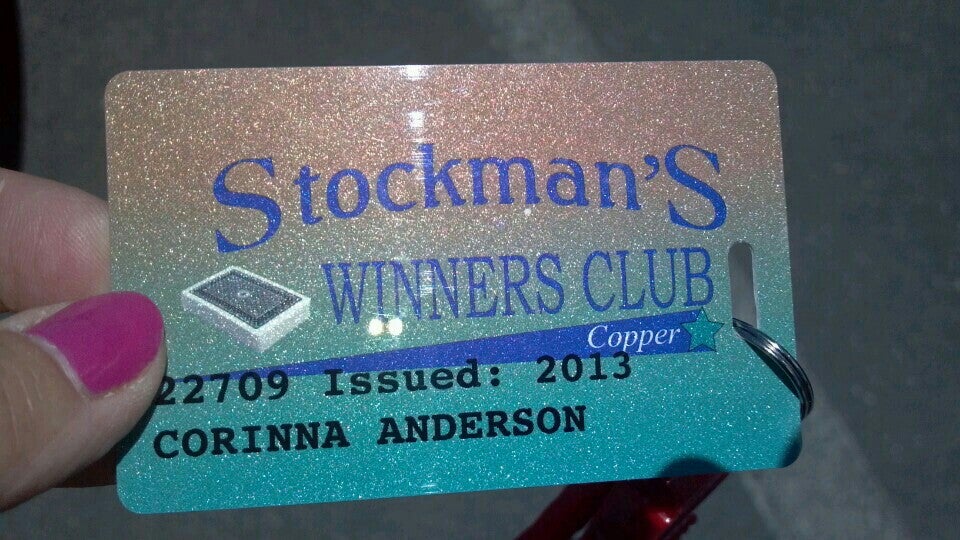 Stockman's
WINNERS CLUB
Copper
22709 Issued: 2013
CORINNA ANDERSON